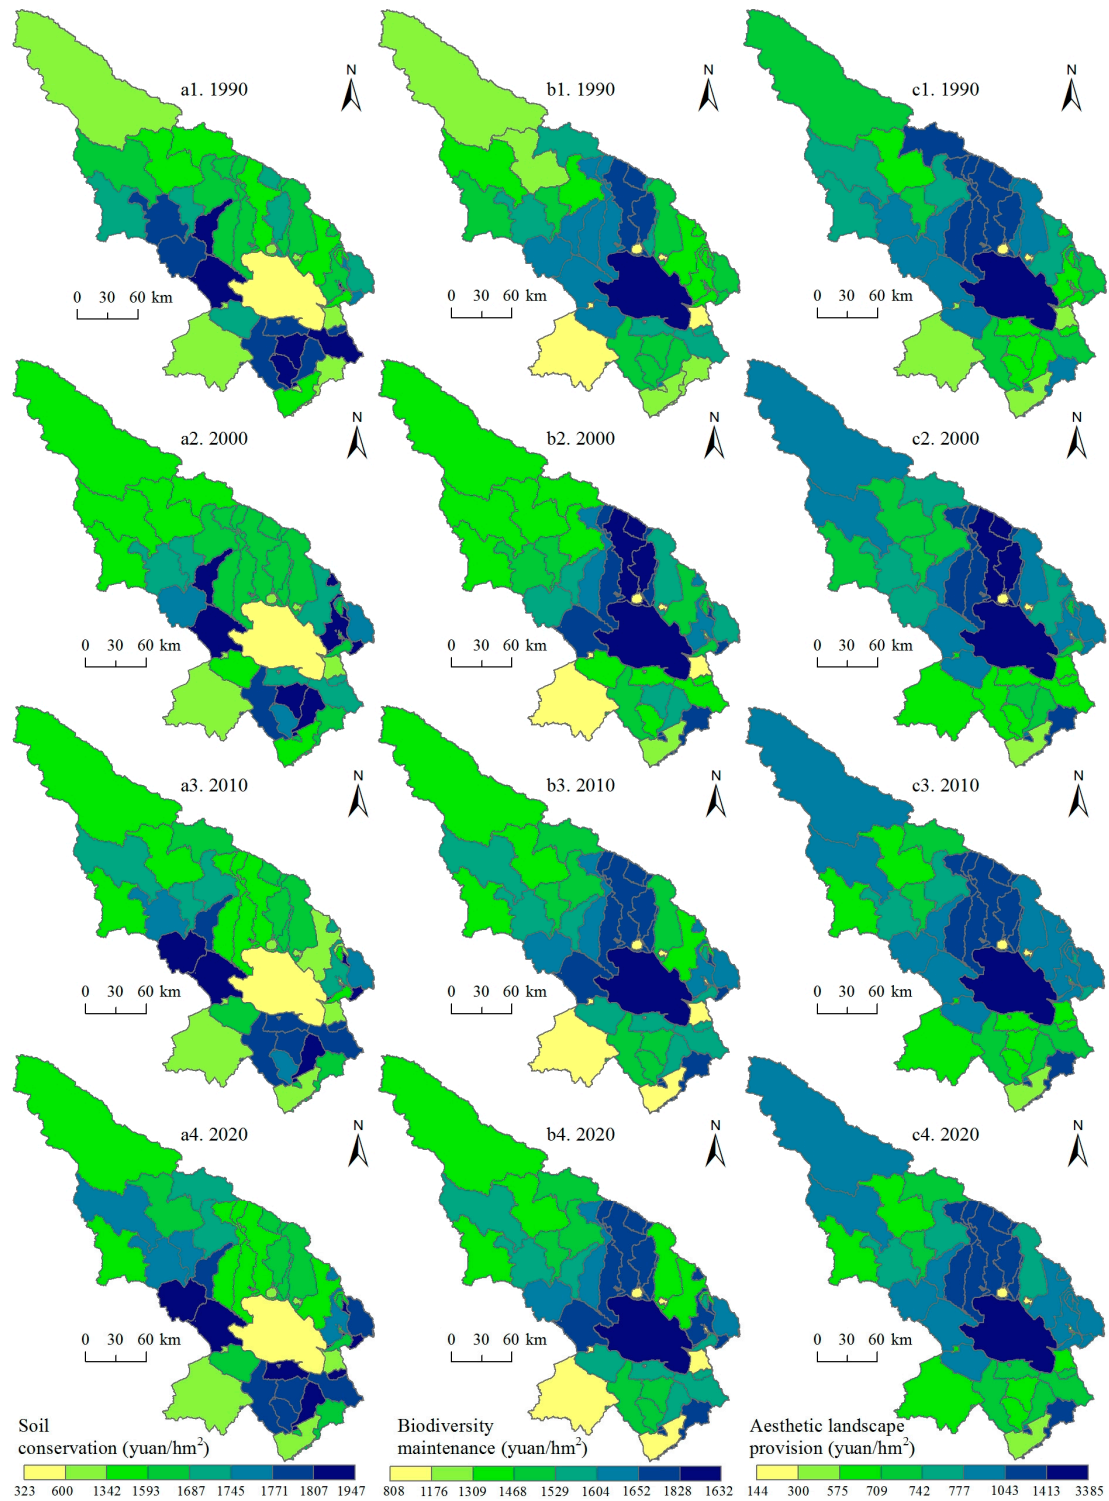 N N N
a1. 1990 b1. 1990 c1. 1990
0 30 60 km 0 30 60 km 0 30 60 km
N N N
a2. 2000 b2. 2000 c2. 2000
0 30 60 km 0 30 60 km 0 30 60 km
N N N
a3. 2010 b3. 2010 c3. 2010
0 30 60 km 0 30 60 km 0 30 60 km
N N N
a4. 2020 b4. 2020 c4. 2020
0 30 60 km 0 30 60 km 0 30 60 km
Soil
conservation (yuan/hm²)
323 600 1342 1593 1687 1745 1771 1807 1947
Biodiversity
maintenance (yuan/hm²)
808 1176 1309 1468 1529 1604 1652 1828 1632
Aesthetic landscape
provision (yuan/hm²)
144 300 575 709 742 777 1043 1413 3385